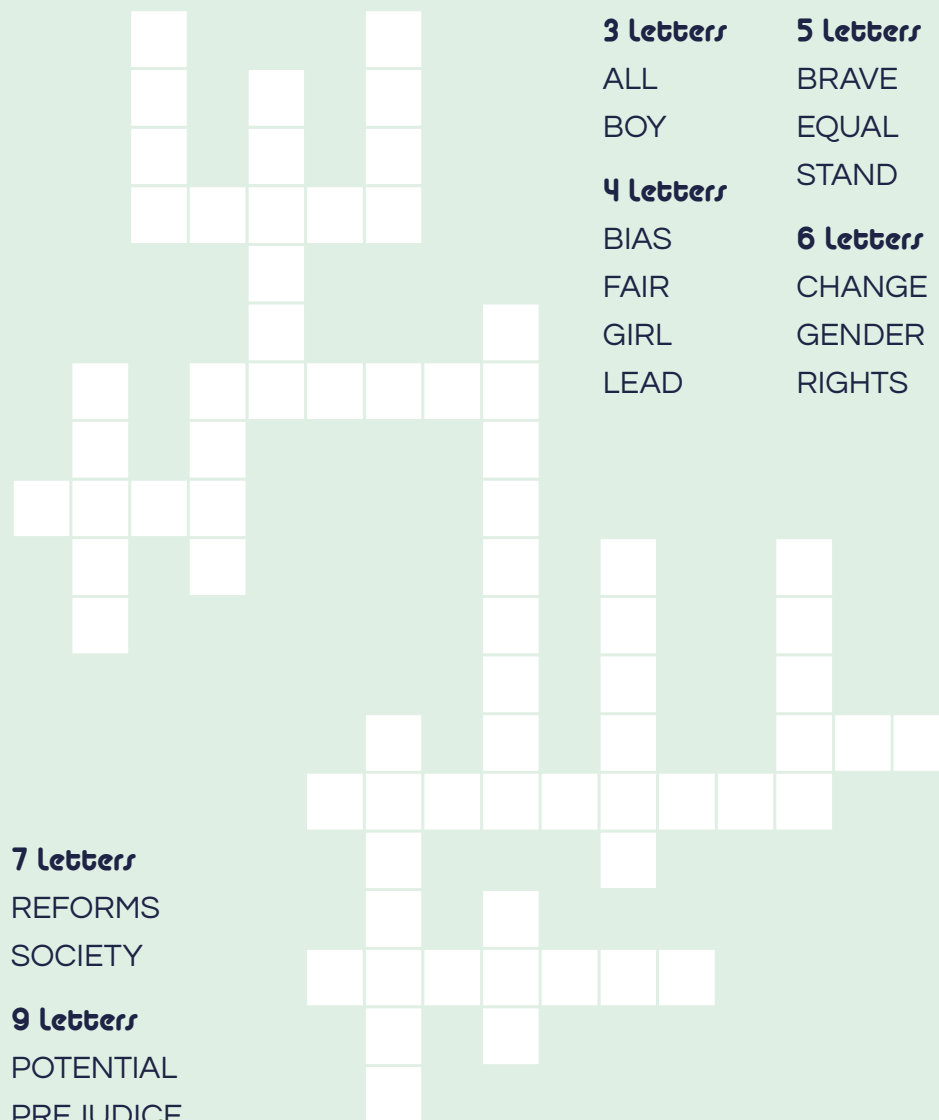 3 Letters
ALL
BOY
4 Letters
BIAS
FAIR
GIRL
LEAD
5 Letters
BRAVE
EQUAL
STAND
6 Letters
CHANGE
GENDER
RIGHTS
7 Letters
REFORMS
SOCIETY
9 Letters
POTENTIAL
PREJUDICE